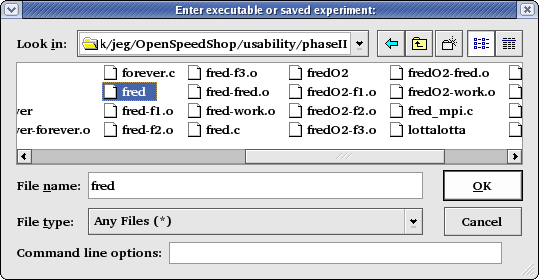 Enter executable or saved experiment:
Look in: k/jeg/OpenSpeedShop/usability/phaseII
forever.c fred-f3.o fredO2 fredO2-fred.o
fred fred-fred.o fredO2-f1.o fredO2-work.o
ver fred-f1.o fred-work.o fredO2-f2.o fred_mpi.c
ver-forever.o fred-f2.o fred.c fredO2-f3.o lottalotta
File name: fred OK
File type: Any Files (*) Cancel
Command line options: